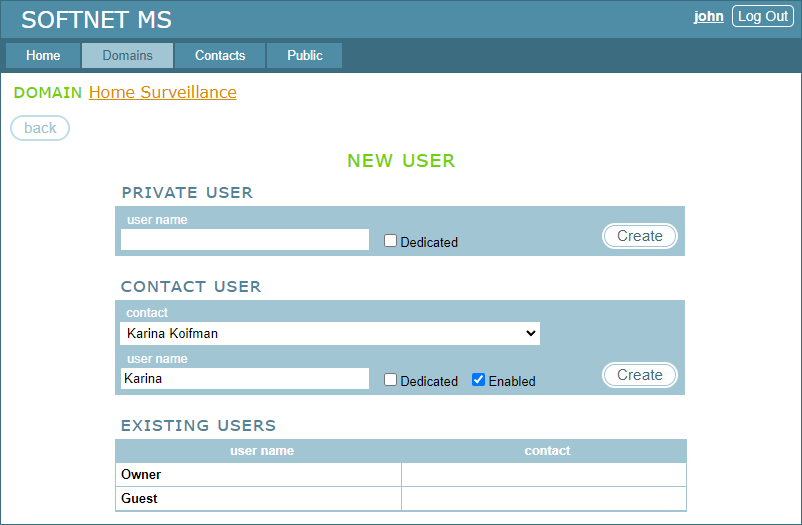 SOFTNET MS
john Log Out
Home Domains Contacts Public
DOMAIN Home Surveillance
back
NEW USER
PRIVATE USER
user name
Dedicated Create
CONTACT USER
contact
Karina Koifman
user name
Karina Dedicated Enabled Create
EXISTING USERS
user name contact
Owner
Guest